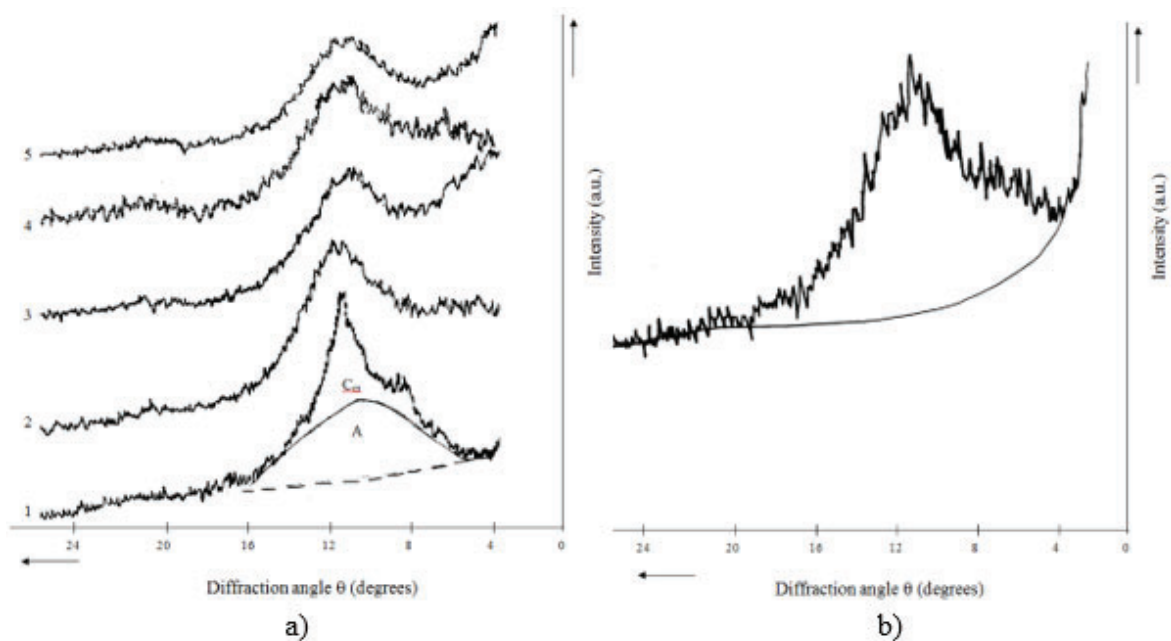 5
4
3
2
1
C cr
A
24 20 16 12 8 4 0
Diffraction angle θ (degrees)
Intensity (a.u.)
a)
24 20 16 12 8 4 0
Diffraction angle θ (degrees)
Intensity (a.u.)
b)